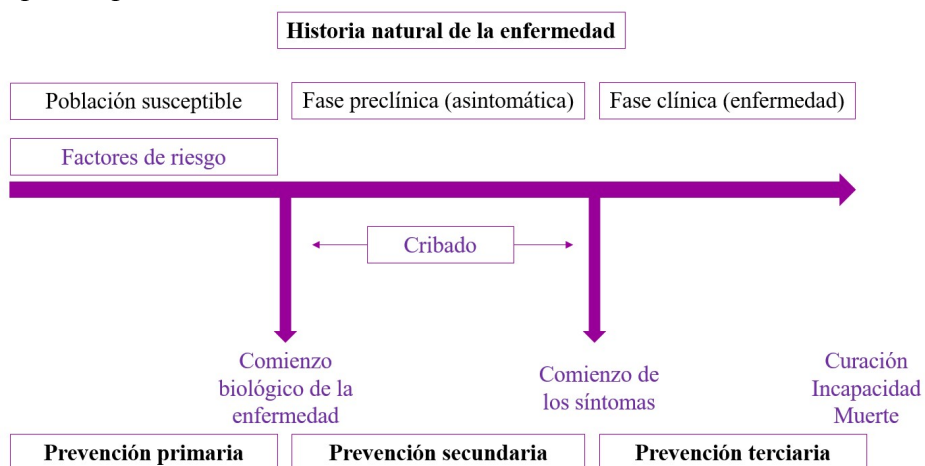 Historia natural de la enfermedad
Población susceptible
Fase preclínica (asintomática)
Fase clínica (enfermedad)
Factores de riesgo
Cribado
Comienzo
biológico de la
enfermedad
Comienzo de
los síntomas
Curación
Incapacidad
Muerte
Prevención primaria
Prevención secundaria
Prevención terciaria